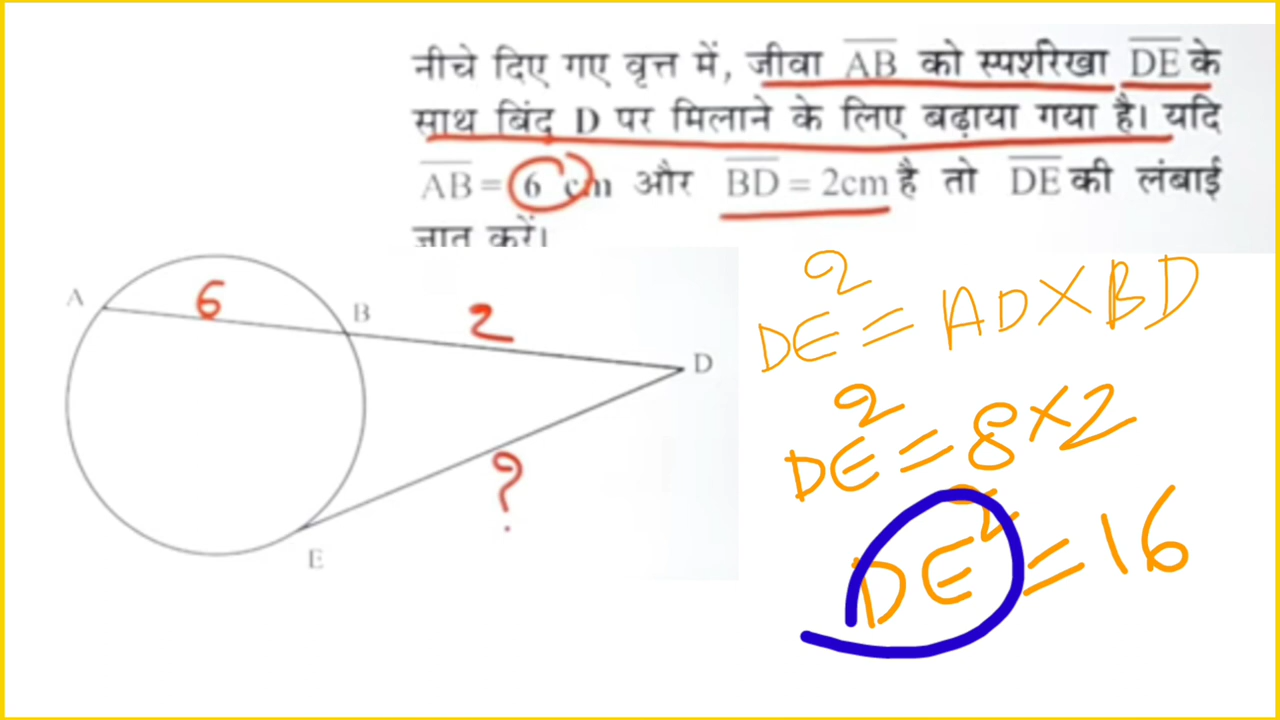 नीचे दिए गए वृत्त में, जीवा AB को स्पर्शरेखा DE के
साथ बिंदु D पर मिलाने के लिए बढ़ाया गया है। यदि
AB = 6 cm और BD = 2cm है तो DE की लंबाई
ज्ञात करें।
A
6
B
2
D
?
E
DE² = AD×BD
DE² = 8×2
DE² = 16